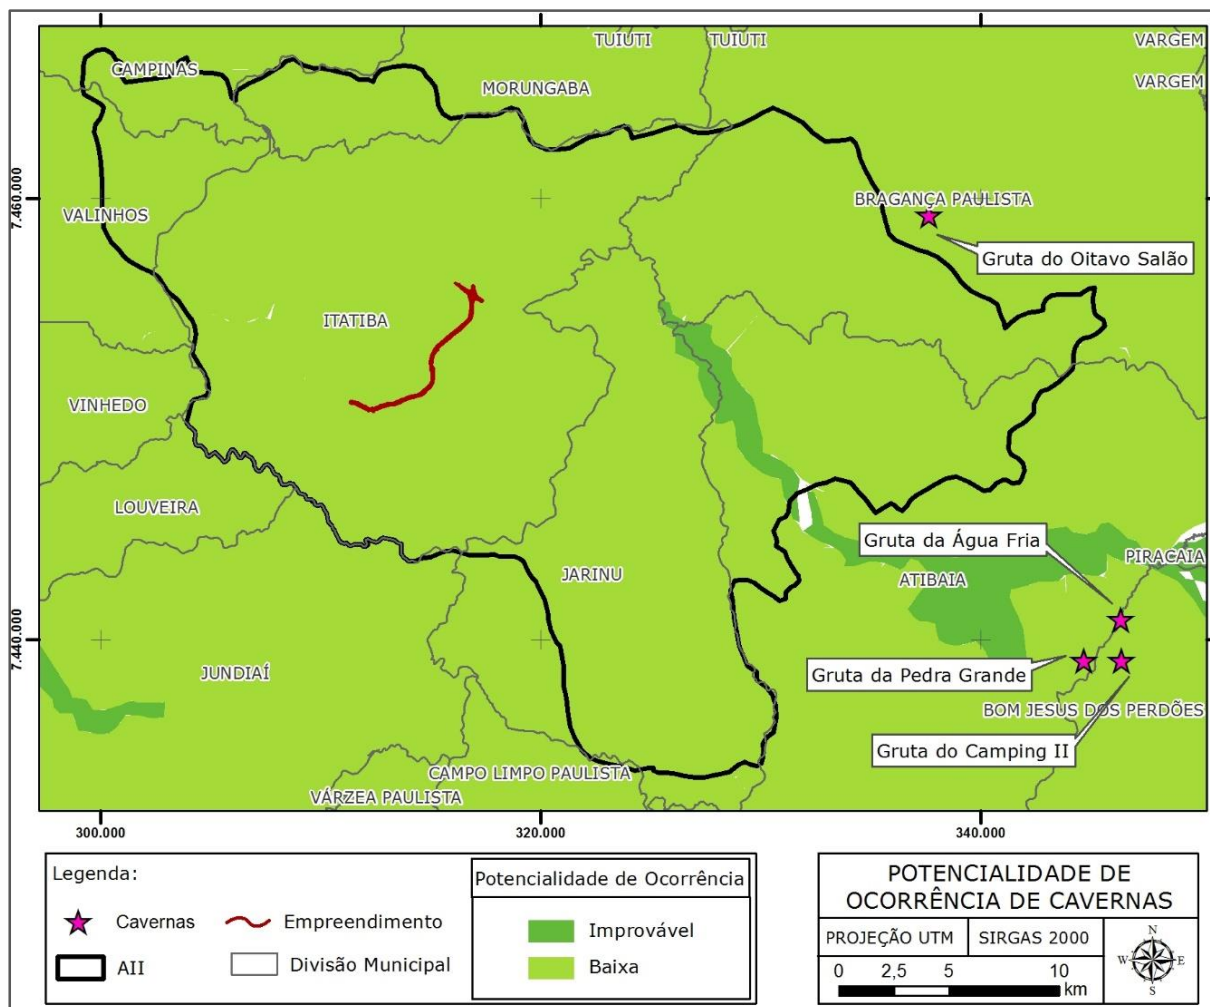 TUIUTI
TUIUTI
VARGEM
CAMPINAS
VARGEM
MORUNGABA
7.460.000
VALINHOS
BRAGANÇA PAULISTA
Gruta do Oitavo Salão
ITATIBA
VINHEDO
LOUVEIRA
Gruta da Água Fria
PIRACAIA
JARINU
ATIBAIA
7.440.000
JUNDIAÍ
Gruta da Pedra Grande
BOM JESUS DOS PERDÕES
Gruta do Camping II
CAMPO LIMPO PAULISTA
VÁRZEA PAULISTA
300.000
320.000
340.000
Legenda:
Cavernas
Empreendimento
AII
Divisão Municipal
Potencialidade de Ocorrência
Improvável
Baixa
POTENCIALIDADE DE
OCORRÊNCIA DE CAVERNAS
PROJEÇÃO UTM
SIRGAS 2000
0 2,5 5 10
km
N
W E
S